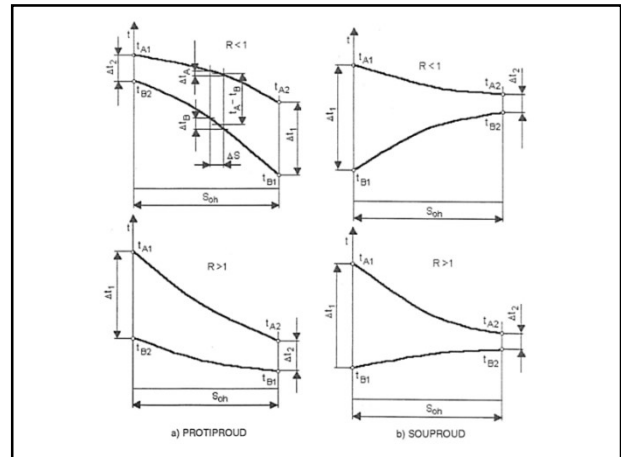 t
t
t_A1
R < 1
Δt_2
t_B2
Δt_A
t_A - t_B
t_A2
Δt_B
Δt_1
ΔS
t_B1
S_oh
t_A1
R < 1
Δt_1
t_A2
Δt_2
t_B2
t_B1
S_oh
t
t_A1
R > 1
Δt_1
t_B2
t_A2
Δt_2
t_B1
S_oh
t
t_A1
R > 1
Δt_1
t_A2
Δt_2
t_B2
t_B1
S_oh
a) PROTIPROUD
b) SOUPROUD